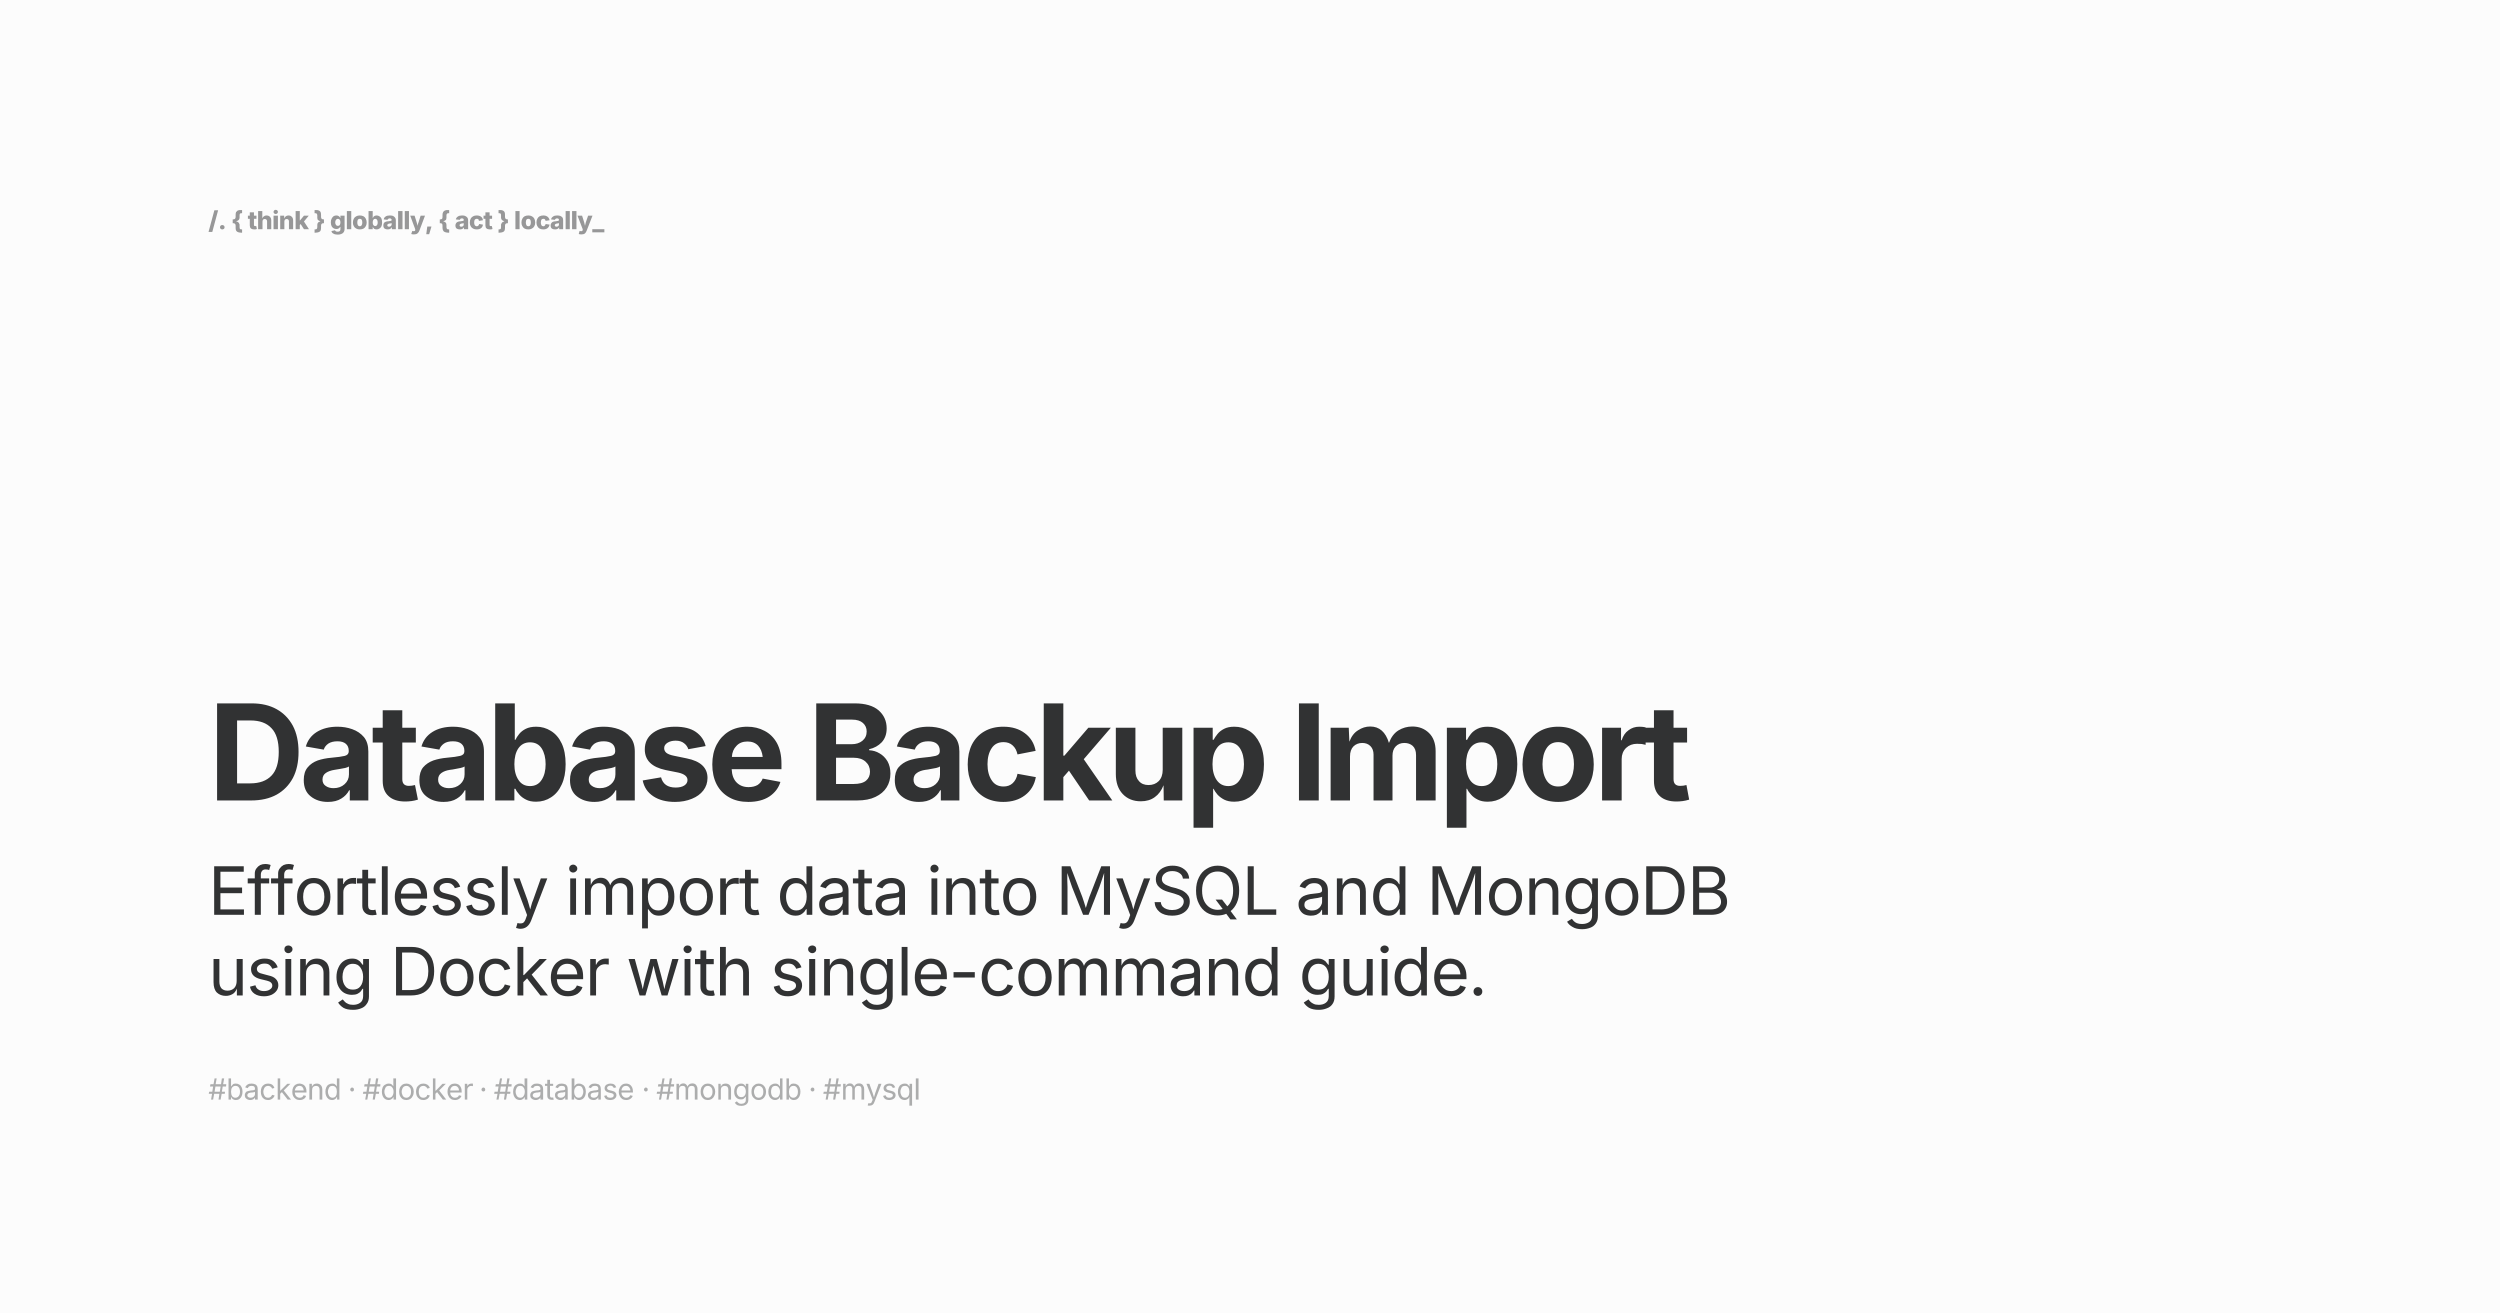 /. { think } globally, { act } locally_
Database Backup Import
Effortlessly import data into MySQL and MongoDB
using Docker with single-command guide.
#backend · #docker · #database · #mongodb · #mysql